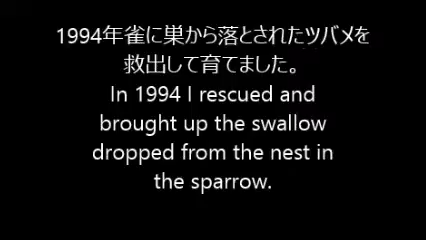 1994年雀に巣から落とされたツバメを
救出して育てました。
In 1994 I rescued and
brought up the swallow
dropped from the nest in
the sparrow.